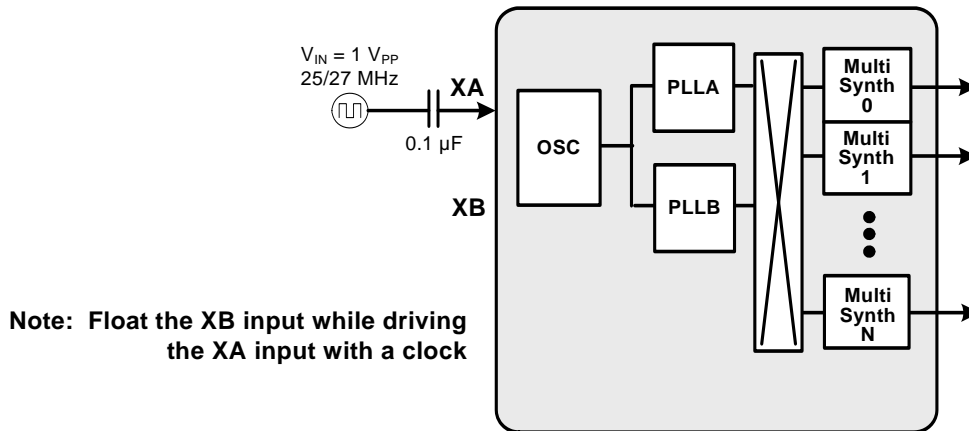 V_IN = 1 V_PP
25/27 MHz
XA
0.1 µF
XB
OSC
PLLA
PLLB
Multi
Synth
0
Multi
Synth
1
Multi
Synth
N
Note: Float the XB input while driving
the XA input with a clock